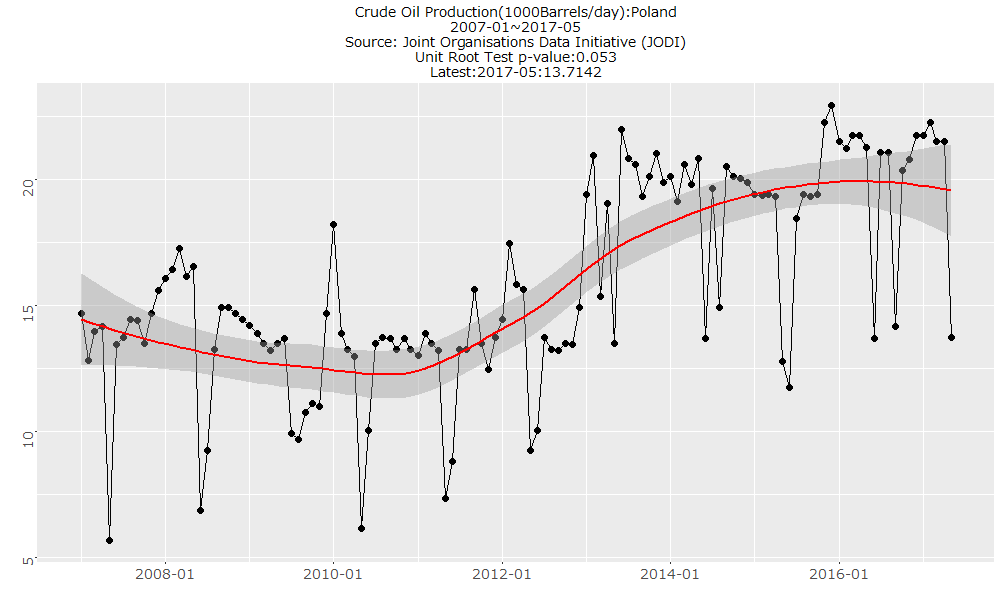 Crude Oil Production(1000Barrels/day):Poland
2007-01~2017-05
Source: Joint Organisations Data Initiative (JODI)
Unit Root Test p-value:0.053
Latest:2017-05:13.7142
20
15
10
5
2008-01 2010-01 2012-01 2014-01 2016-01